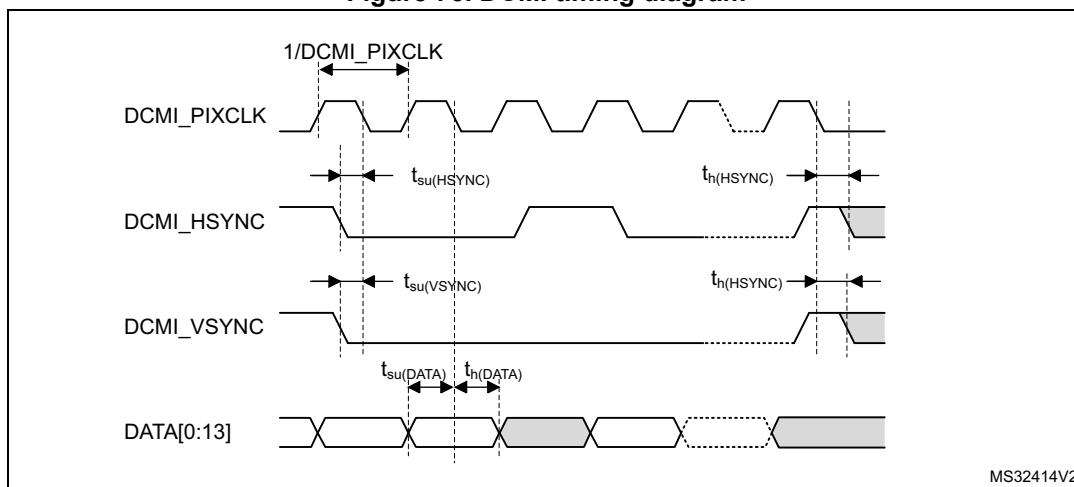 Figure DCMI timing diagram
1/DCMI_PIXCLK
DCMI_PIXCLK
tsu(HSYNC)
th(HSYNC)
DCMI_HSYNC
tsu(VSYNC)
th(HSYNC)
DCMI_VSYNC
tsu(DATA) th(DATA)
DATA[0:13]
MS32414V2